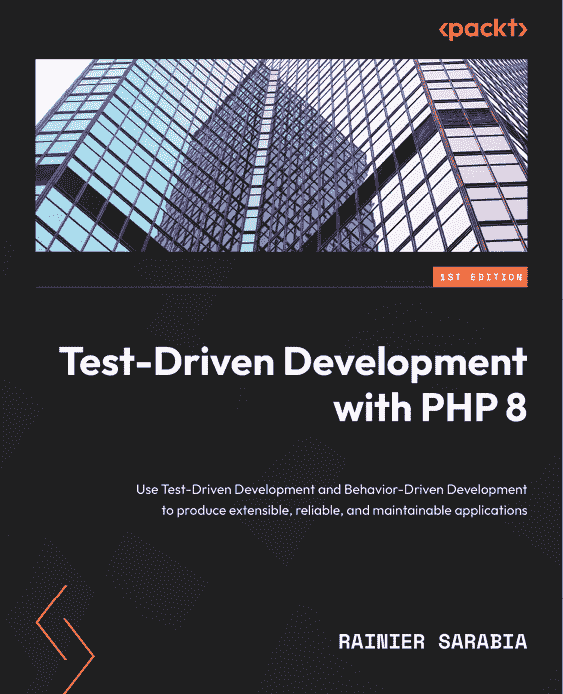 <packt>
1ST EDITION
Test-Driven Development
with PHP 8
Use Test-Driven Development and Behavior-Driven Development
to produce extensible, reliable, and maintainable applications
RAINIER SARABIA